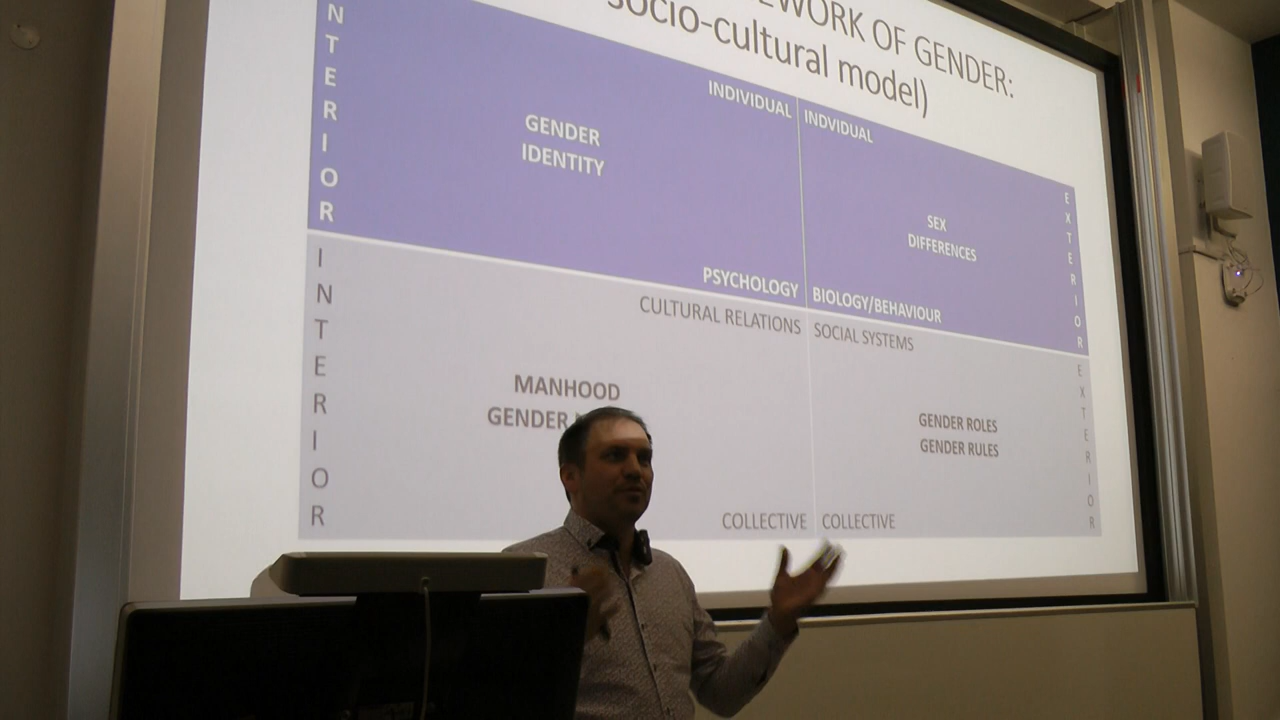 EWORK OF GENDER:
socio-cultural model)
INTERIOR
INDIVIDUAL
INDIVIDUAL
GENDER
IDENTITY
SEX
DIFFERENCES
EXTERIOR
PSYCHOLOGY
BIOLOGY/BEHAVIOUR
INTERIOR
CULTURAL RELATIONS
SOCIAL SYSTEMS
MANHOOD
GENDER
GENDER ROLES
GENDER RULES
EXTERIOR
COLLECTIVE
COLLECTIVE